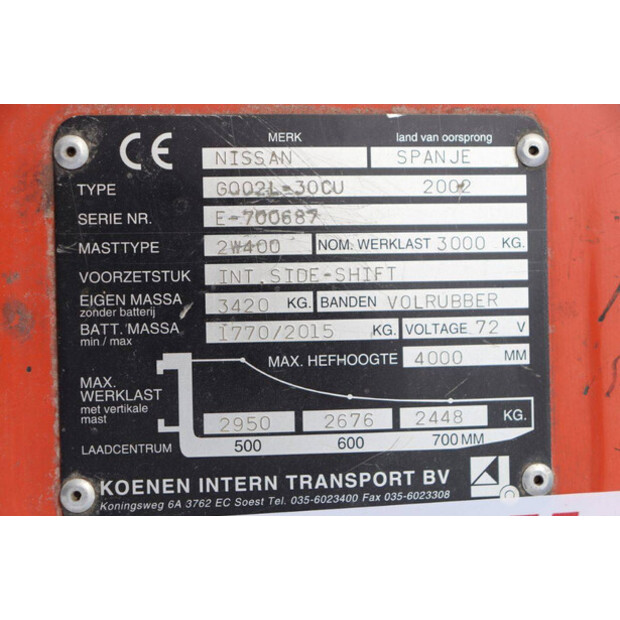 CE MERK land van oorsprong
NISSAN SPANJE
TYPE GQ02L-30CU 2002
SERIE NR. E-700687
MASTTYPE 2W400 NOM. WERKLAST 3000 KG.
VOORZETSTUK INT.SIDE-SHIFT
EIGEN MASSA 3420 KG. BANDEN VOLRUBBER
zonder batterij
BATT. MASSA 1770/2015 KG. VOLTAGE 72 V
min / max
MAX. HEFHOOGTE 4000 MM
MAX.
WERKLAST
met vertikale
mast
2950 2676 2448 KG.
LAADCENTRUM 500 600 700 MM
KOENEN INTERN TRANSPORT BV
Koningsweg 6A 3762 EC Soest Tel. 035-6023400 Fax 035-6023308